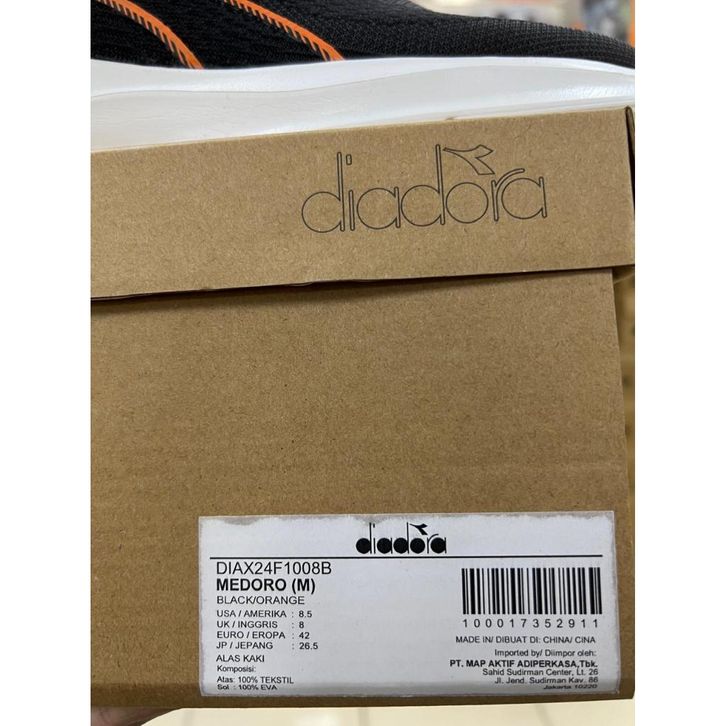 diadora
diadora
DIAX24F1008B
MEDORO (M)
BLACK/ORANGE
USA / AMERIKA : 8.5
UK / INGGRIS : 8
EURO / EROPA : 42
JP / JEPANG : 26.5
ALAS KAKI
Komposisi:
Alas: 100% TEKSTIL
Sol : 100% EVA
1000017352911
MADE IN/ DIBUAT DI: CHINA/ CINA
Imported by/ Diimpor oleh:
PT. MAP AKTIF ADIPERKASA,Tbk.
Sahid Sudirman Center, Lt. 26
Jl. Jend. Sudirman Kav. 86
Jakarta 10220